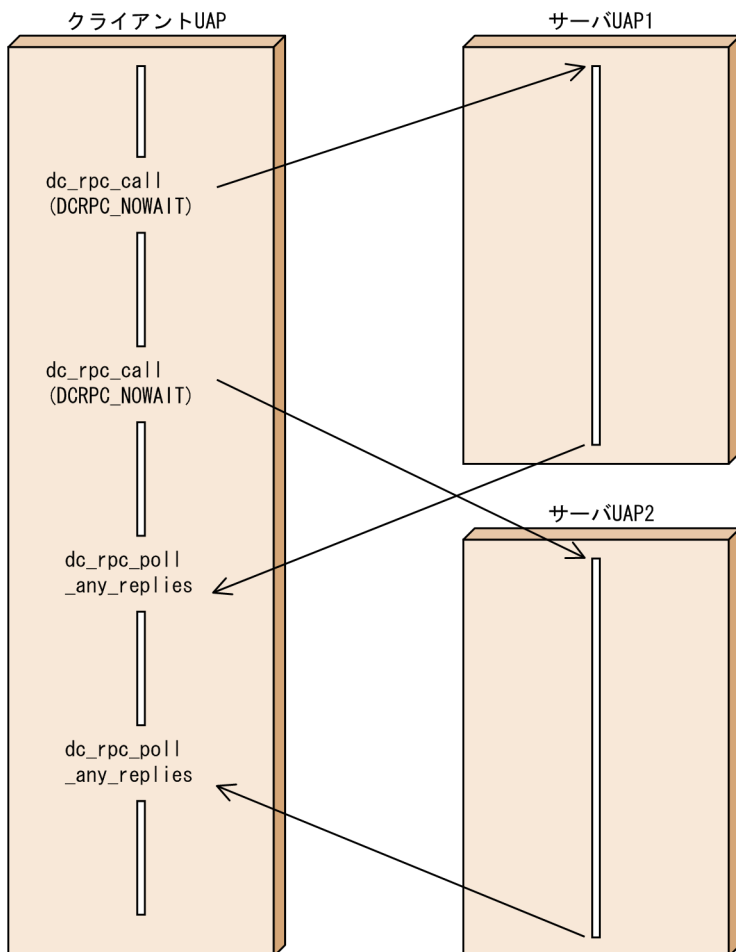 クライアントUAP
サーバUAP1
dc_rpc_call
(DCRPC_NOWAIT)
dc_rpc_call
(DCRPC_NOWAIT)
サーバUAP2
dc_rpc_poll
_any_replies
dc_rpc_poll
_any_replies